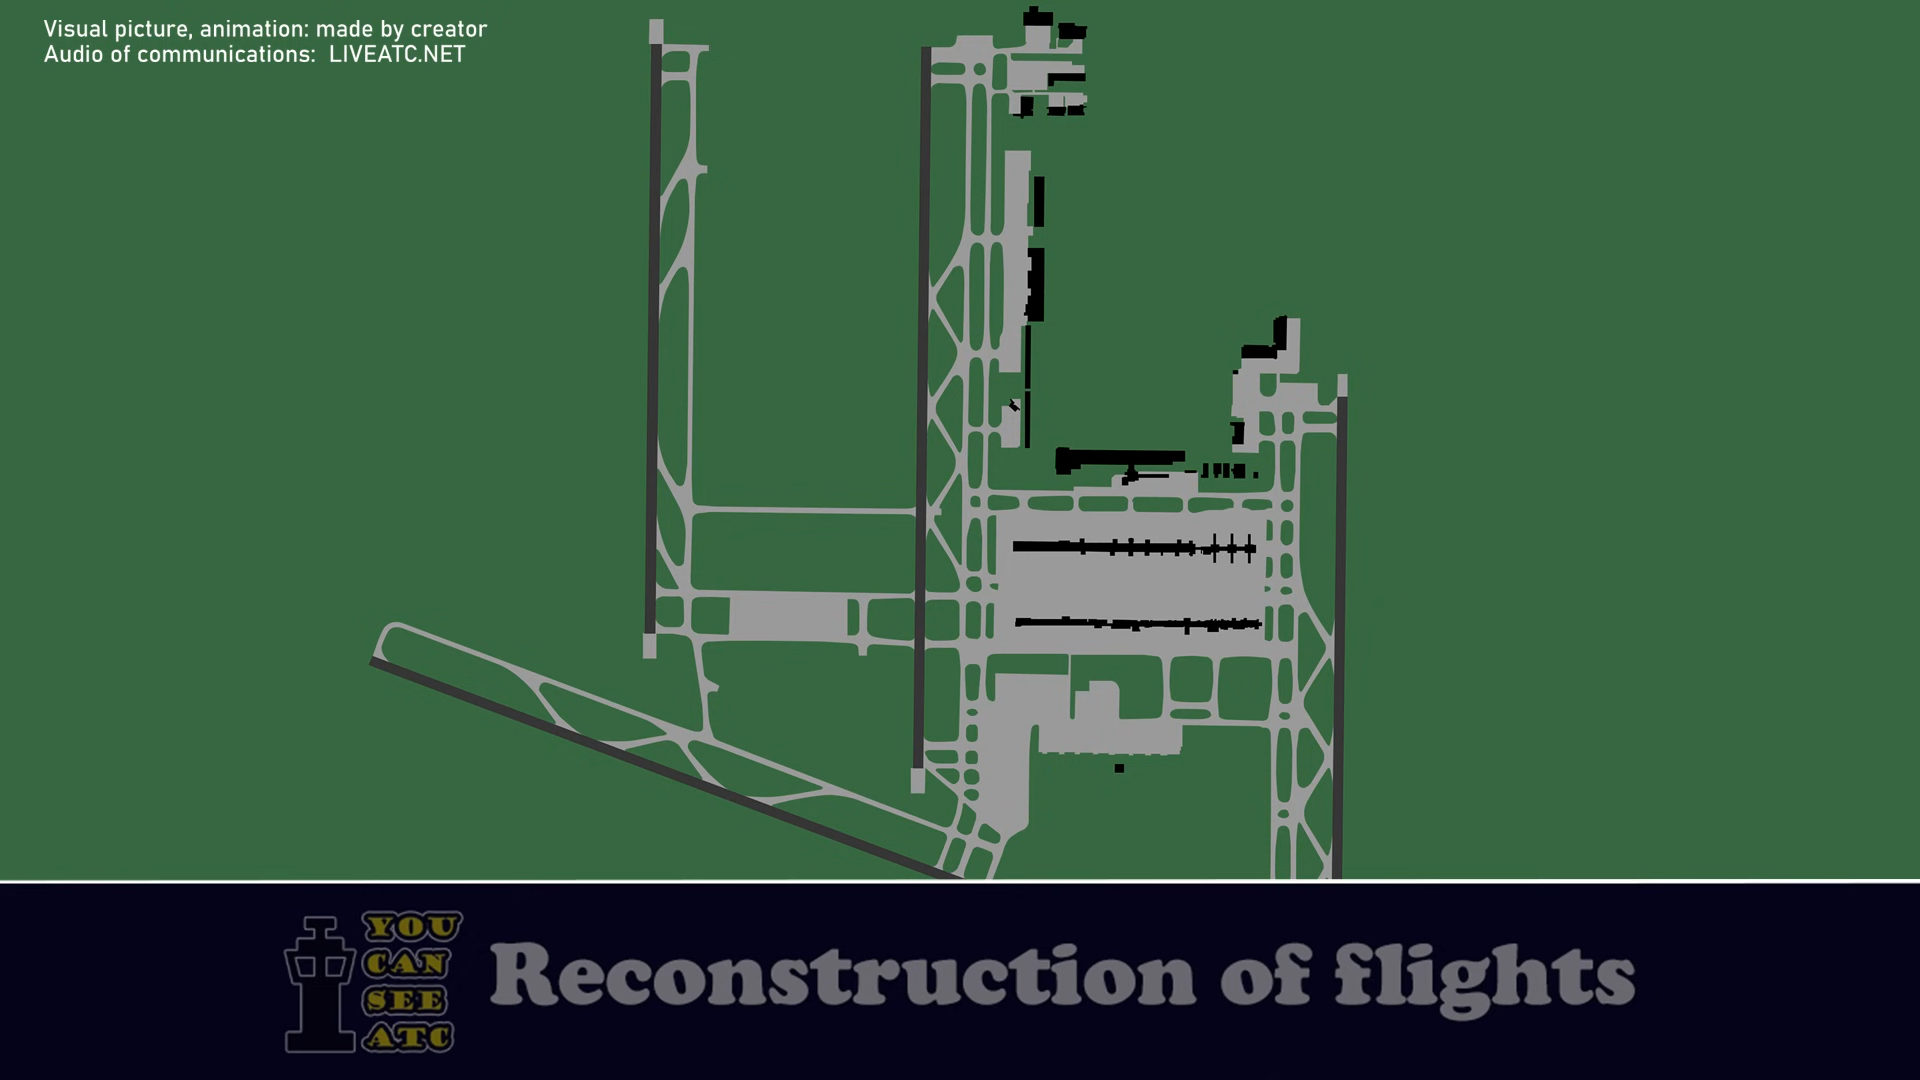 Visual picture, animation: made by creator
Audio of communications: LIVEATC.NET
YOU
CAN
SEE
ATC
Reconstruction of flights